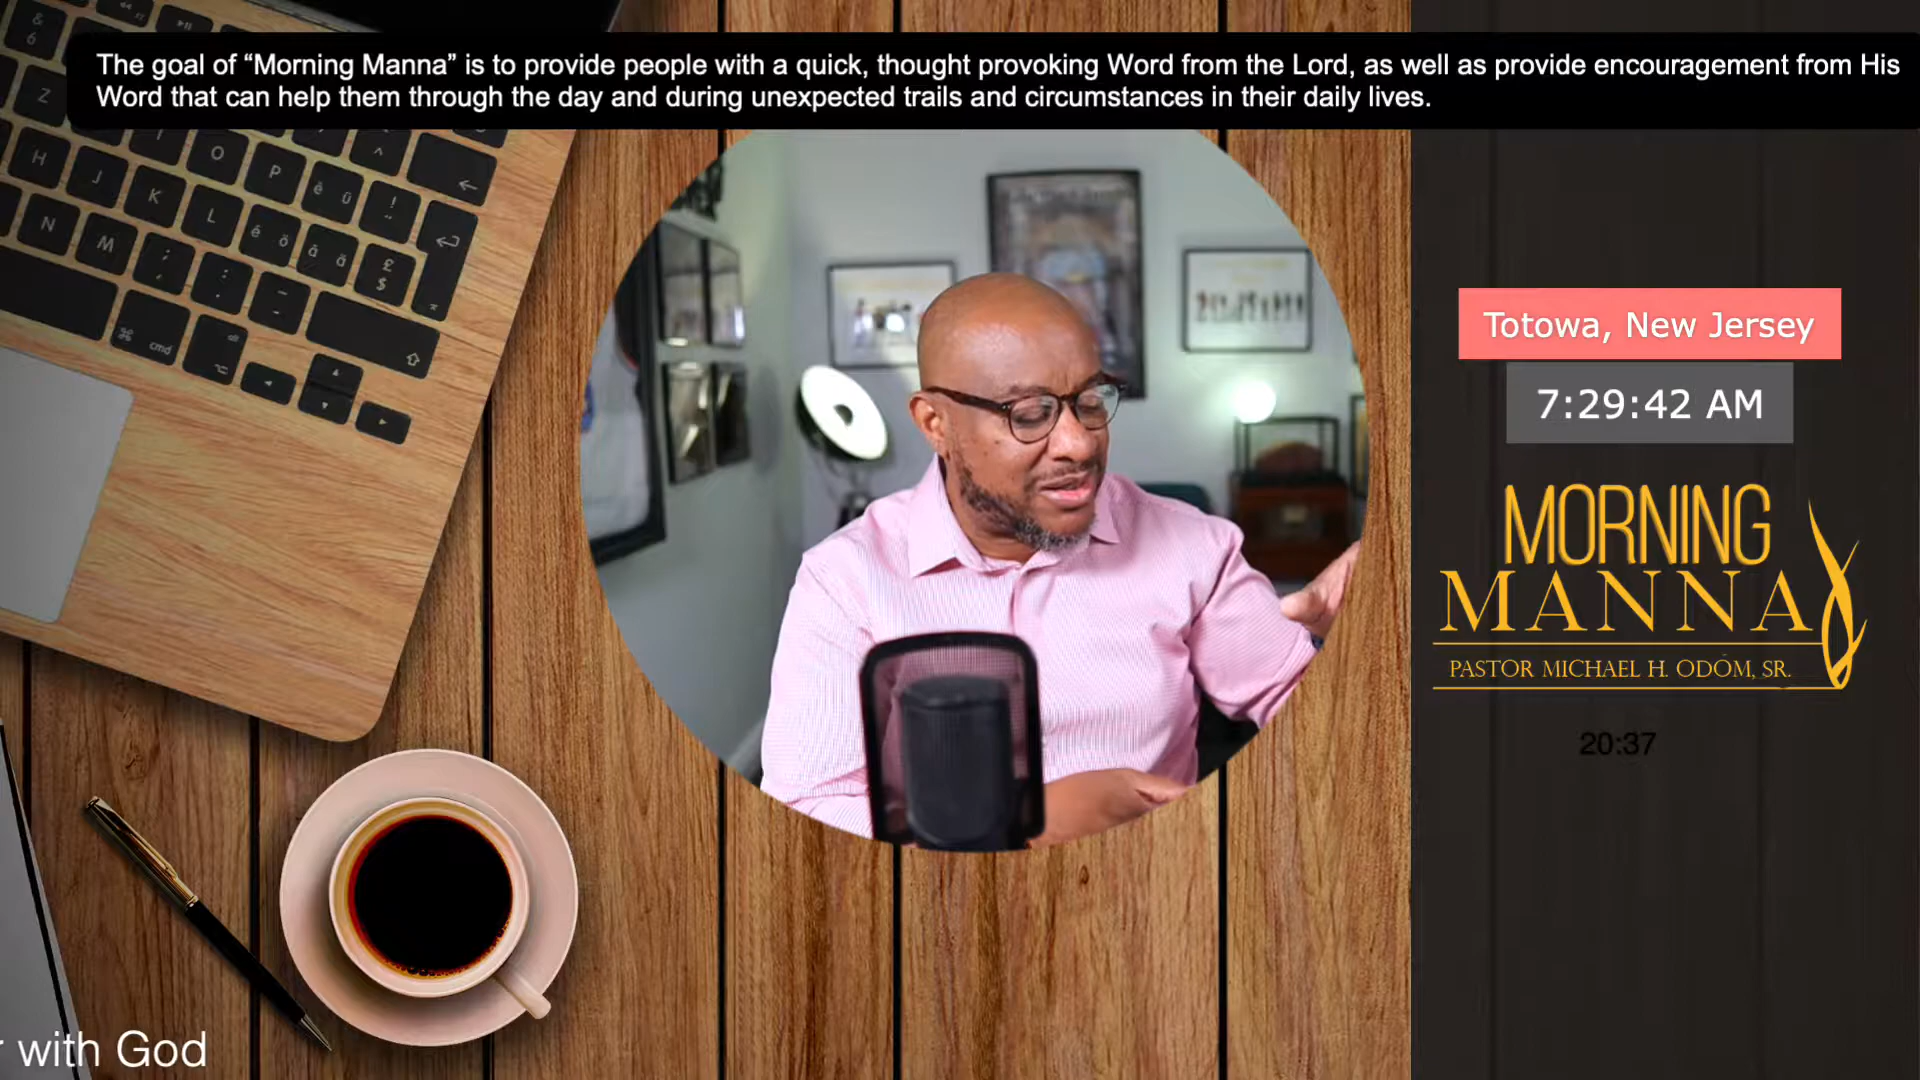 The goal of “Morning Manna” is to provide people with a quick, thought provoking Word from the Lord, as well as provide encouragement from His
Word that can help them through the day and during unexpected trails and circumstances in their daily lives.
Totowa, New Jersey
7:29:42 AM
MORNING
MANNA
PASTOR MICHAEL H. ODOM, SR.
20:37
with God
& 6
Z
H J K L é ö à ä £ $
O P è ü ! ..
N M ; , : . _ -
cmd